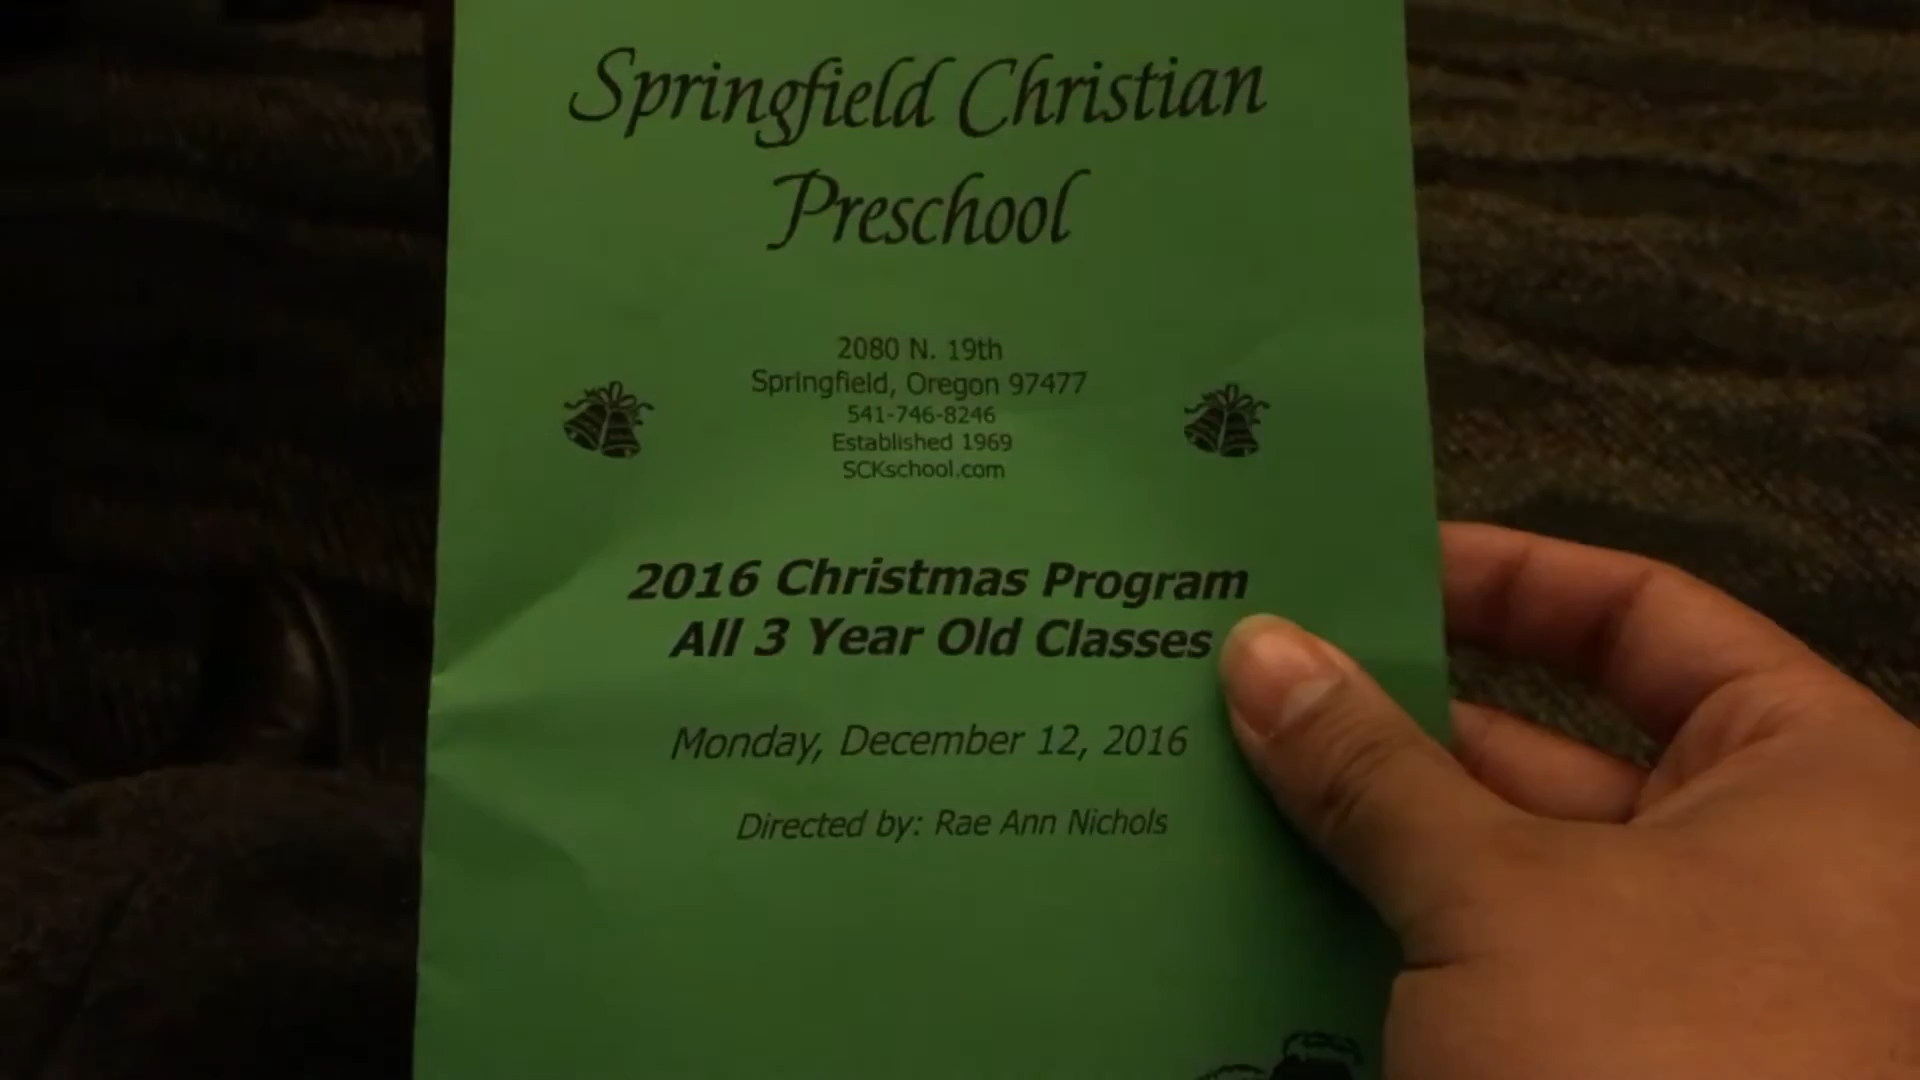 Springfield Christian
Preschool
2080 N. 19th
Springfield, Oregon 97477
541-746-8246
Established 1969
SCKschool.com
2016 Christmas Program
All 3 Year Old Classes
Monday, December 12, 2016
Directed by: Rae Ann Nichols